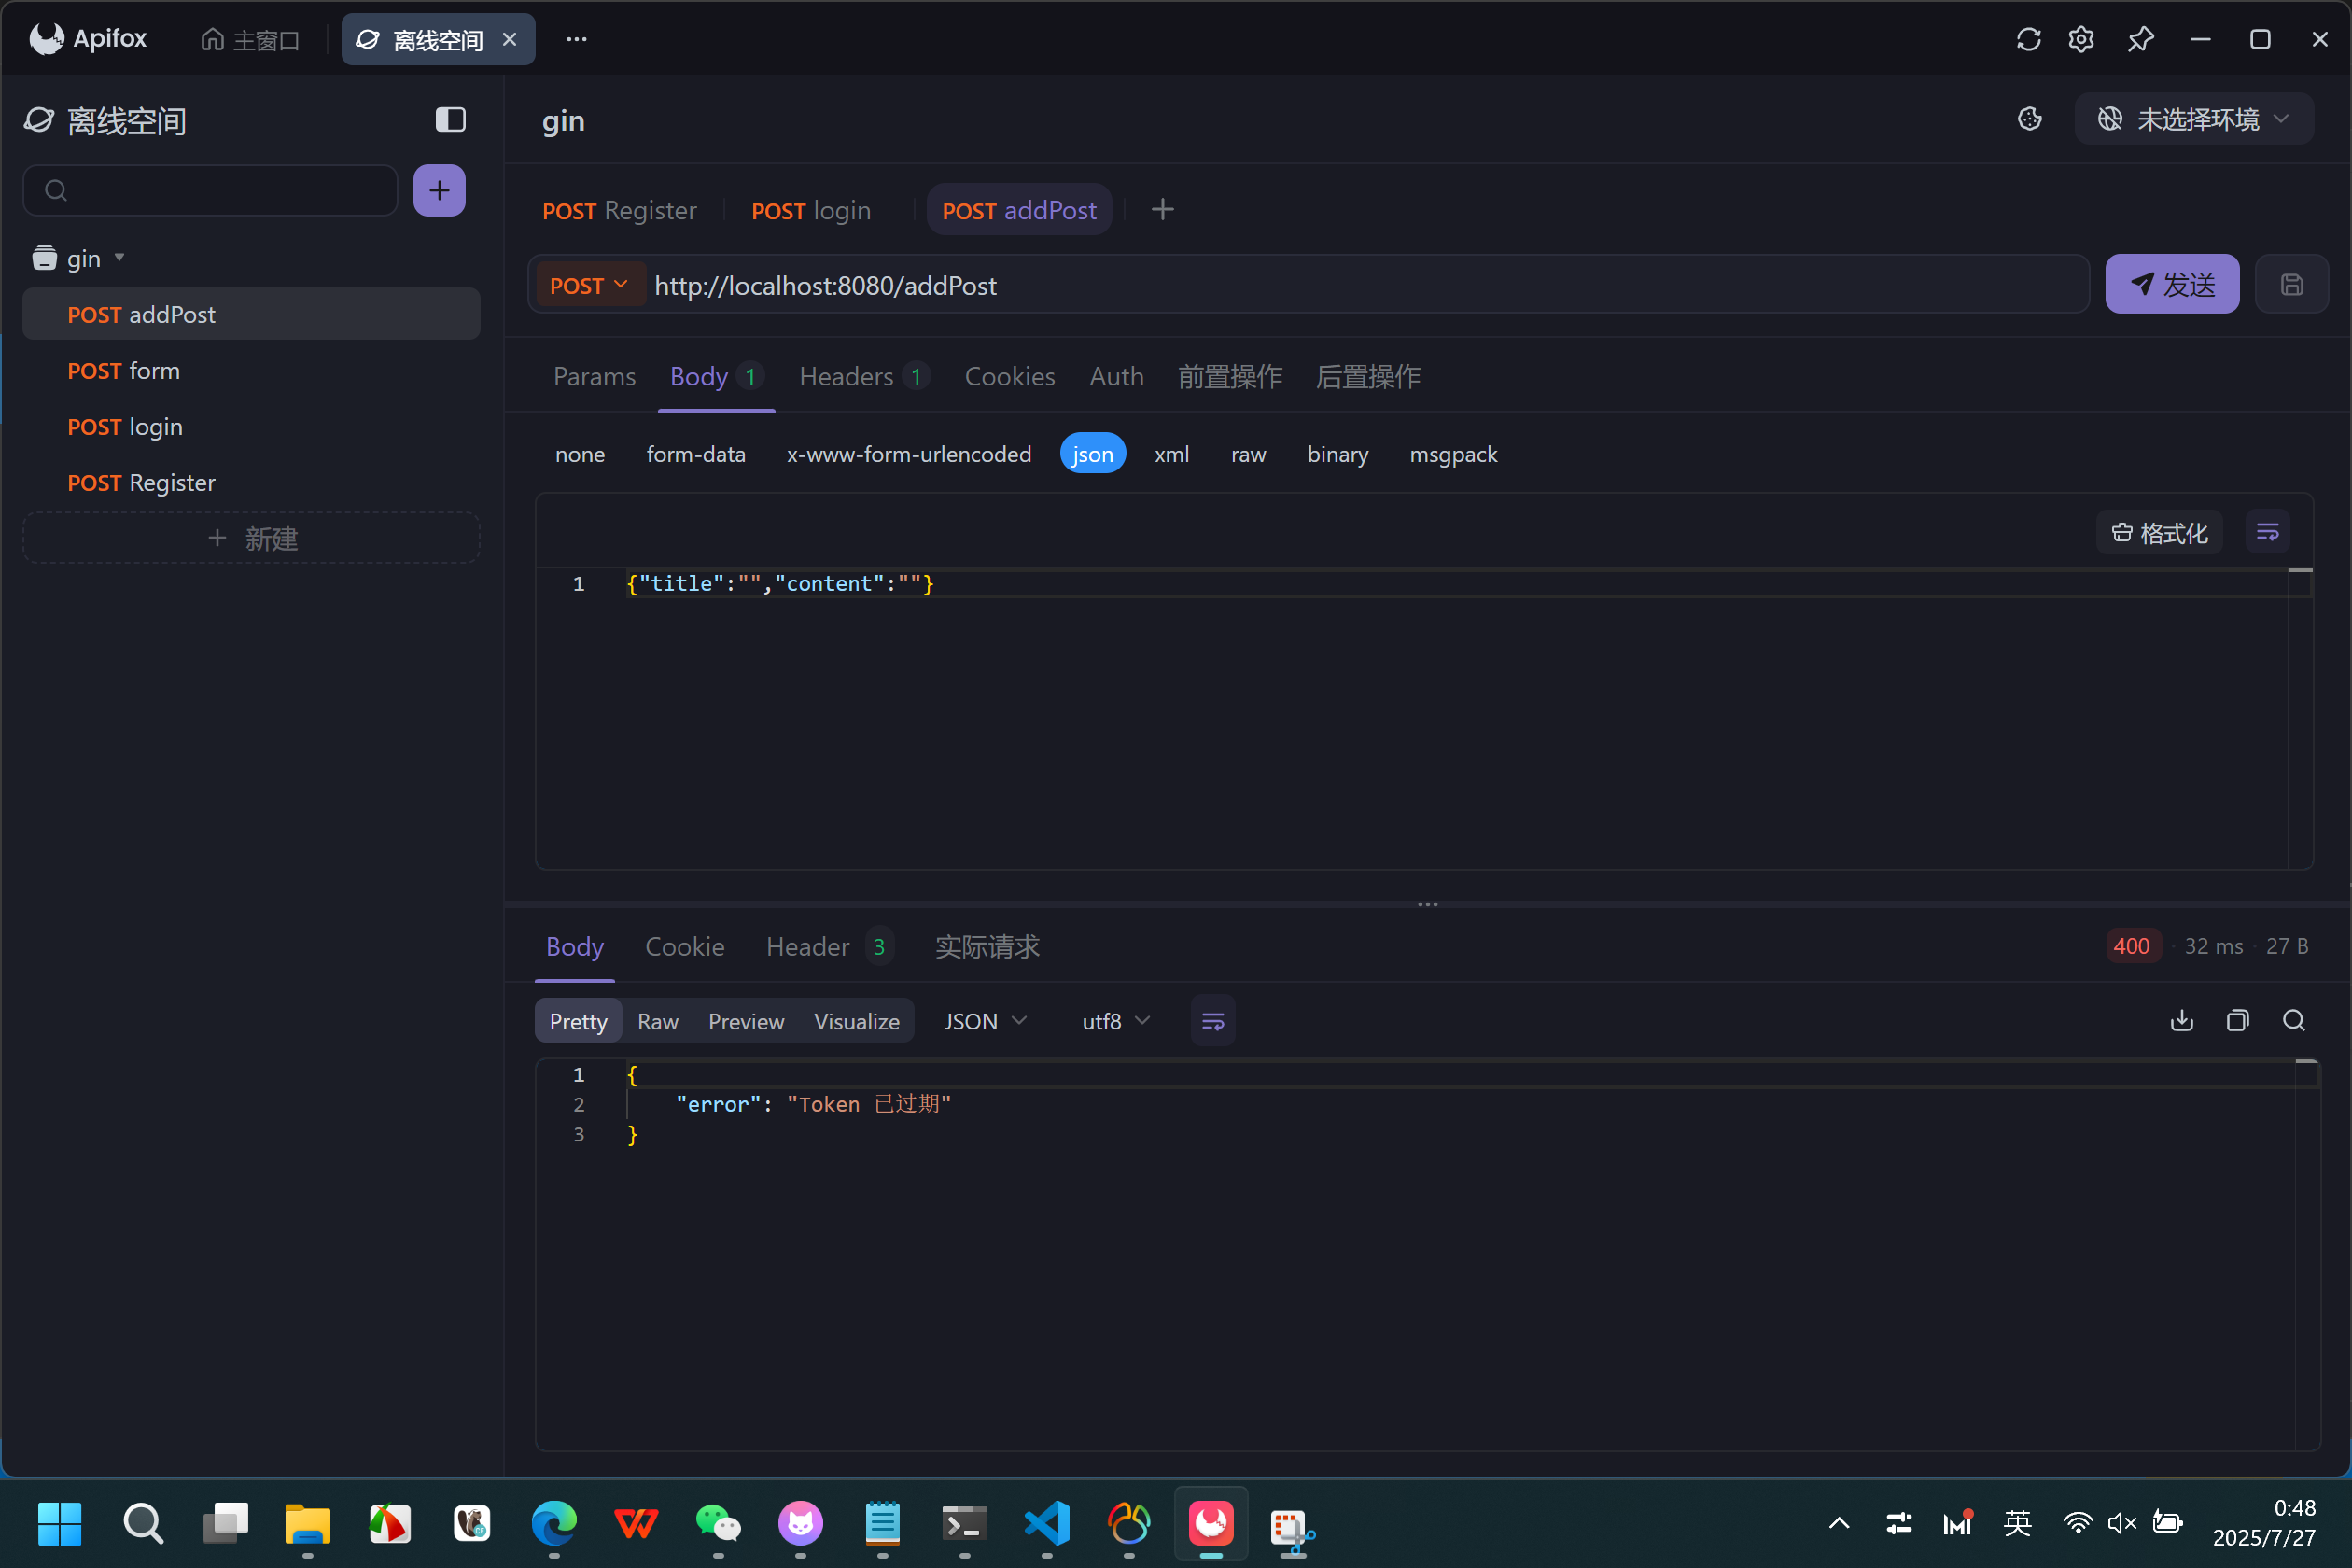 Apifox 主窗口 离线空间
离线空间
gin
POST addPost
POST form
POST login
POST Register
新建
gin 未选择环境
POST Register POST login POST addPost
POST http://localhost:8080/addPost 发送
Params Body 1 Headers 1 Cookies Auth 前置操作 后置操作
none form-data x-www-form-urlencoded json xml raw binary msgpack
格式化
1 {"title":"","content":""}
Body Cookie Header 3 实际请求 400 · 32 ms · 27 B
Pretty Raw Preview Visualize JSON utf8
1 {
2 "error": "Token 已过期"
3 }
英 0:48
2025/7/27